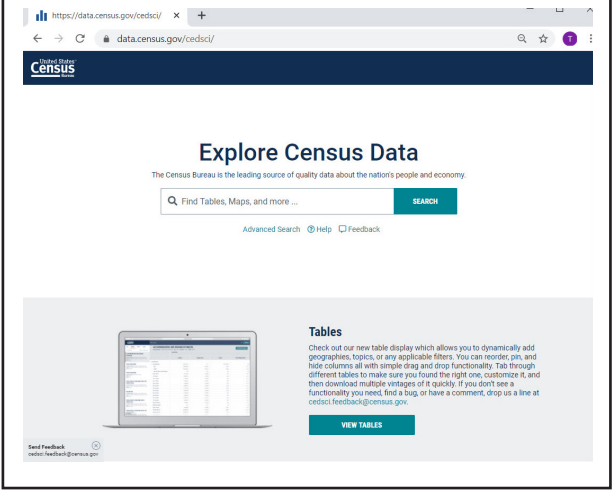 https://data.census.gov/cedsci/
data.census.gov/cedsci/
T
United States®
Census
Bureau
Explore Census Data
The Census Bureau is the leading source of quality data about the nation's people and economy.
Find Tables, Maps, and more ...
SEARCH
Advanced Search Help Feedback
Tables
Check out our new table display which allows you to dynamically add
geographies, topics, or any applicable filters. You can reorder, pin, and
hide columns all with simple drag and drop functionality. Tab through
different tables to make sure you found the right one, customize it, and
then download multiple vintages of it quickly. If you don't see a
functionality you need, find a bug, or have a comment, drop us a line at
cedsci.feedback@census.gov.
VIEW TABLES
Send Feedback
cedsci.feedback@census.gov